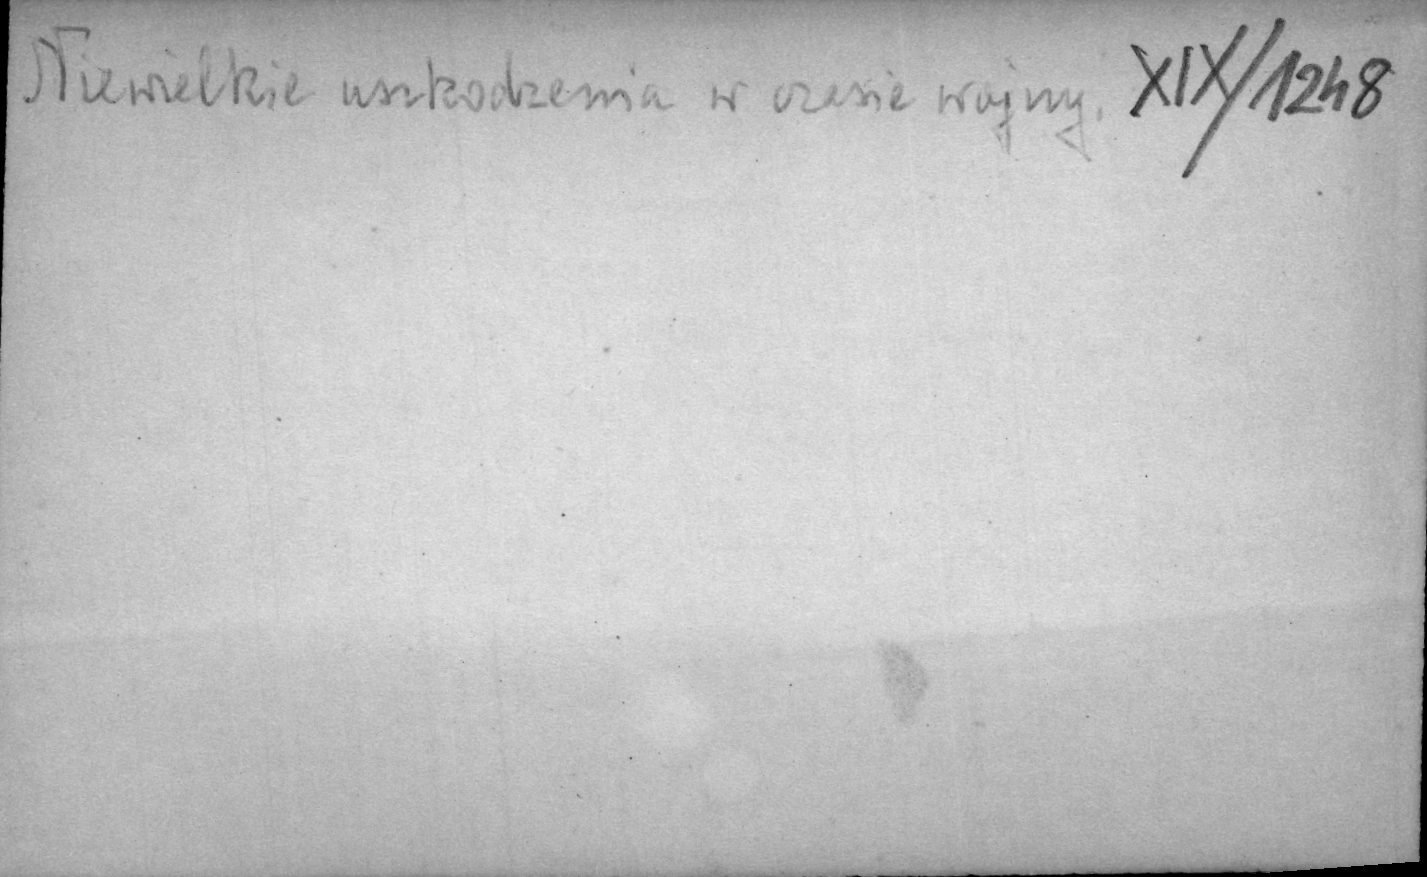 Niewielkie uszkodzenia w czasie wojny. XIX/1248